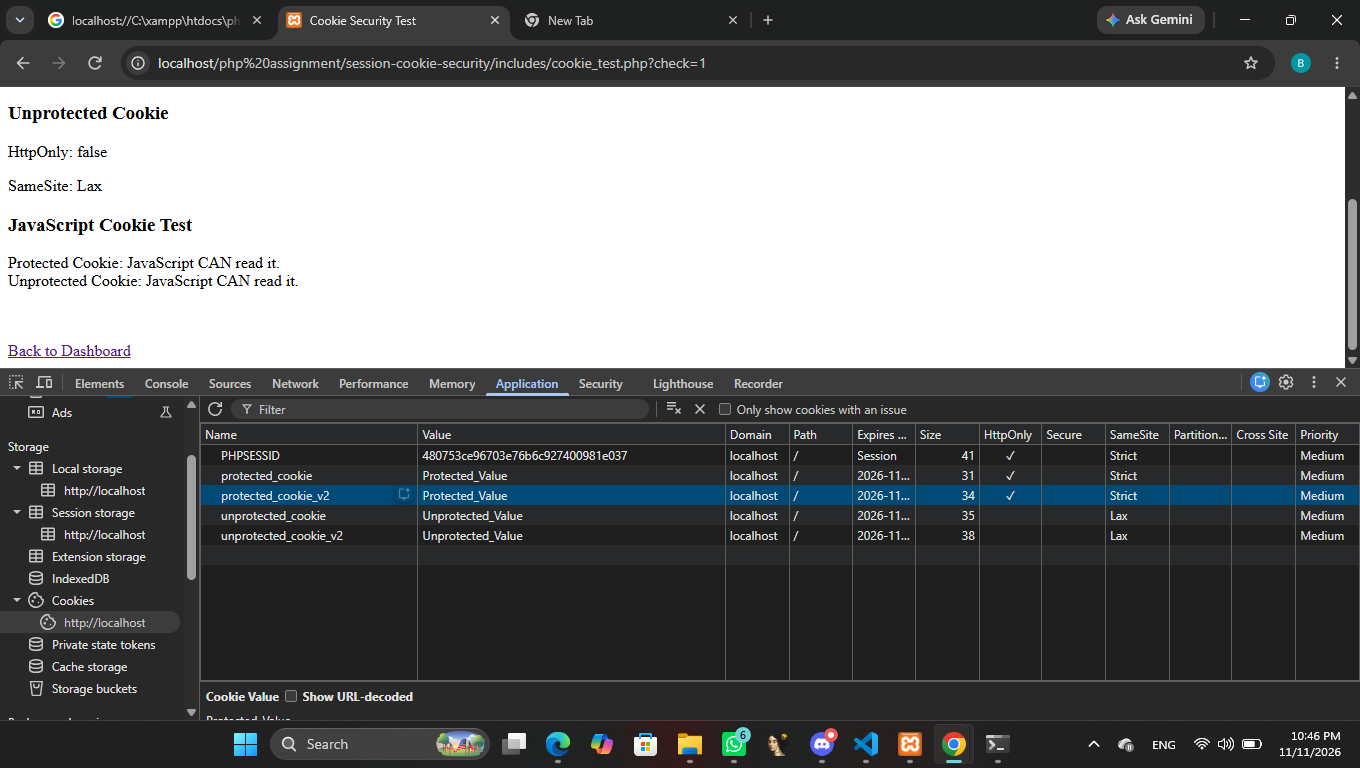 localhost://C:\xampp\htdocs\ph
Cookie Security Test
New Tab
Ask Gemini
localhost/php%20assignment/session-cookie-security/includes/cookie_test.php?check=1
B
Unprotected Cookie
HttpOnly: false
SameSite: Lax
JavaScript Cookie Test
Protected Cookie: JavaScript CAN read it.
Unprotected Cookie: JavaScript CAN read it.
Back to Dashboard
Elements Console Sources Network Performance Memory Application Security Lighthouse Recorder
Ads
Storage
Local storage
http://localhost
Session storage
http://localhost
Extension storage
IndexedDB
Cookies
http://localhost
Private state tokens
Cache storage
Storage buckets
Filter Only show cookies with an issue
Name Value Domain Path Expires ... Size HttpOnly Secure SameSite Partition... Cross Site Priority
PHPSESSID 480753ce96703e76b6c927400981e037 localhost / Session 41 ✓ Strict Medium
protected_cookie Protected_Value localhost / 2026-11... 31 ✓ Strict Medium
protected_cookie_v2 Protected_Value localhost / 2026-11... 34 ✓ Strict Medium
unprotected_cookie Unprotected_Value localhost / 2026-11... 35 Lax Medium
unprotected_cookie_v2 Unprotected_Value localhost / 2026-11... 38 Lax Medium
Cookie Value Show URL-decoded
Protected_Value
Search
6
ENG
10:46 PM
11/11/2026